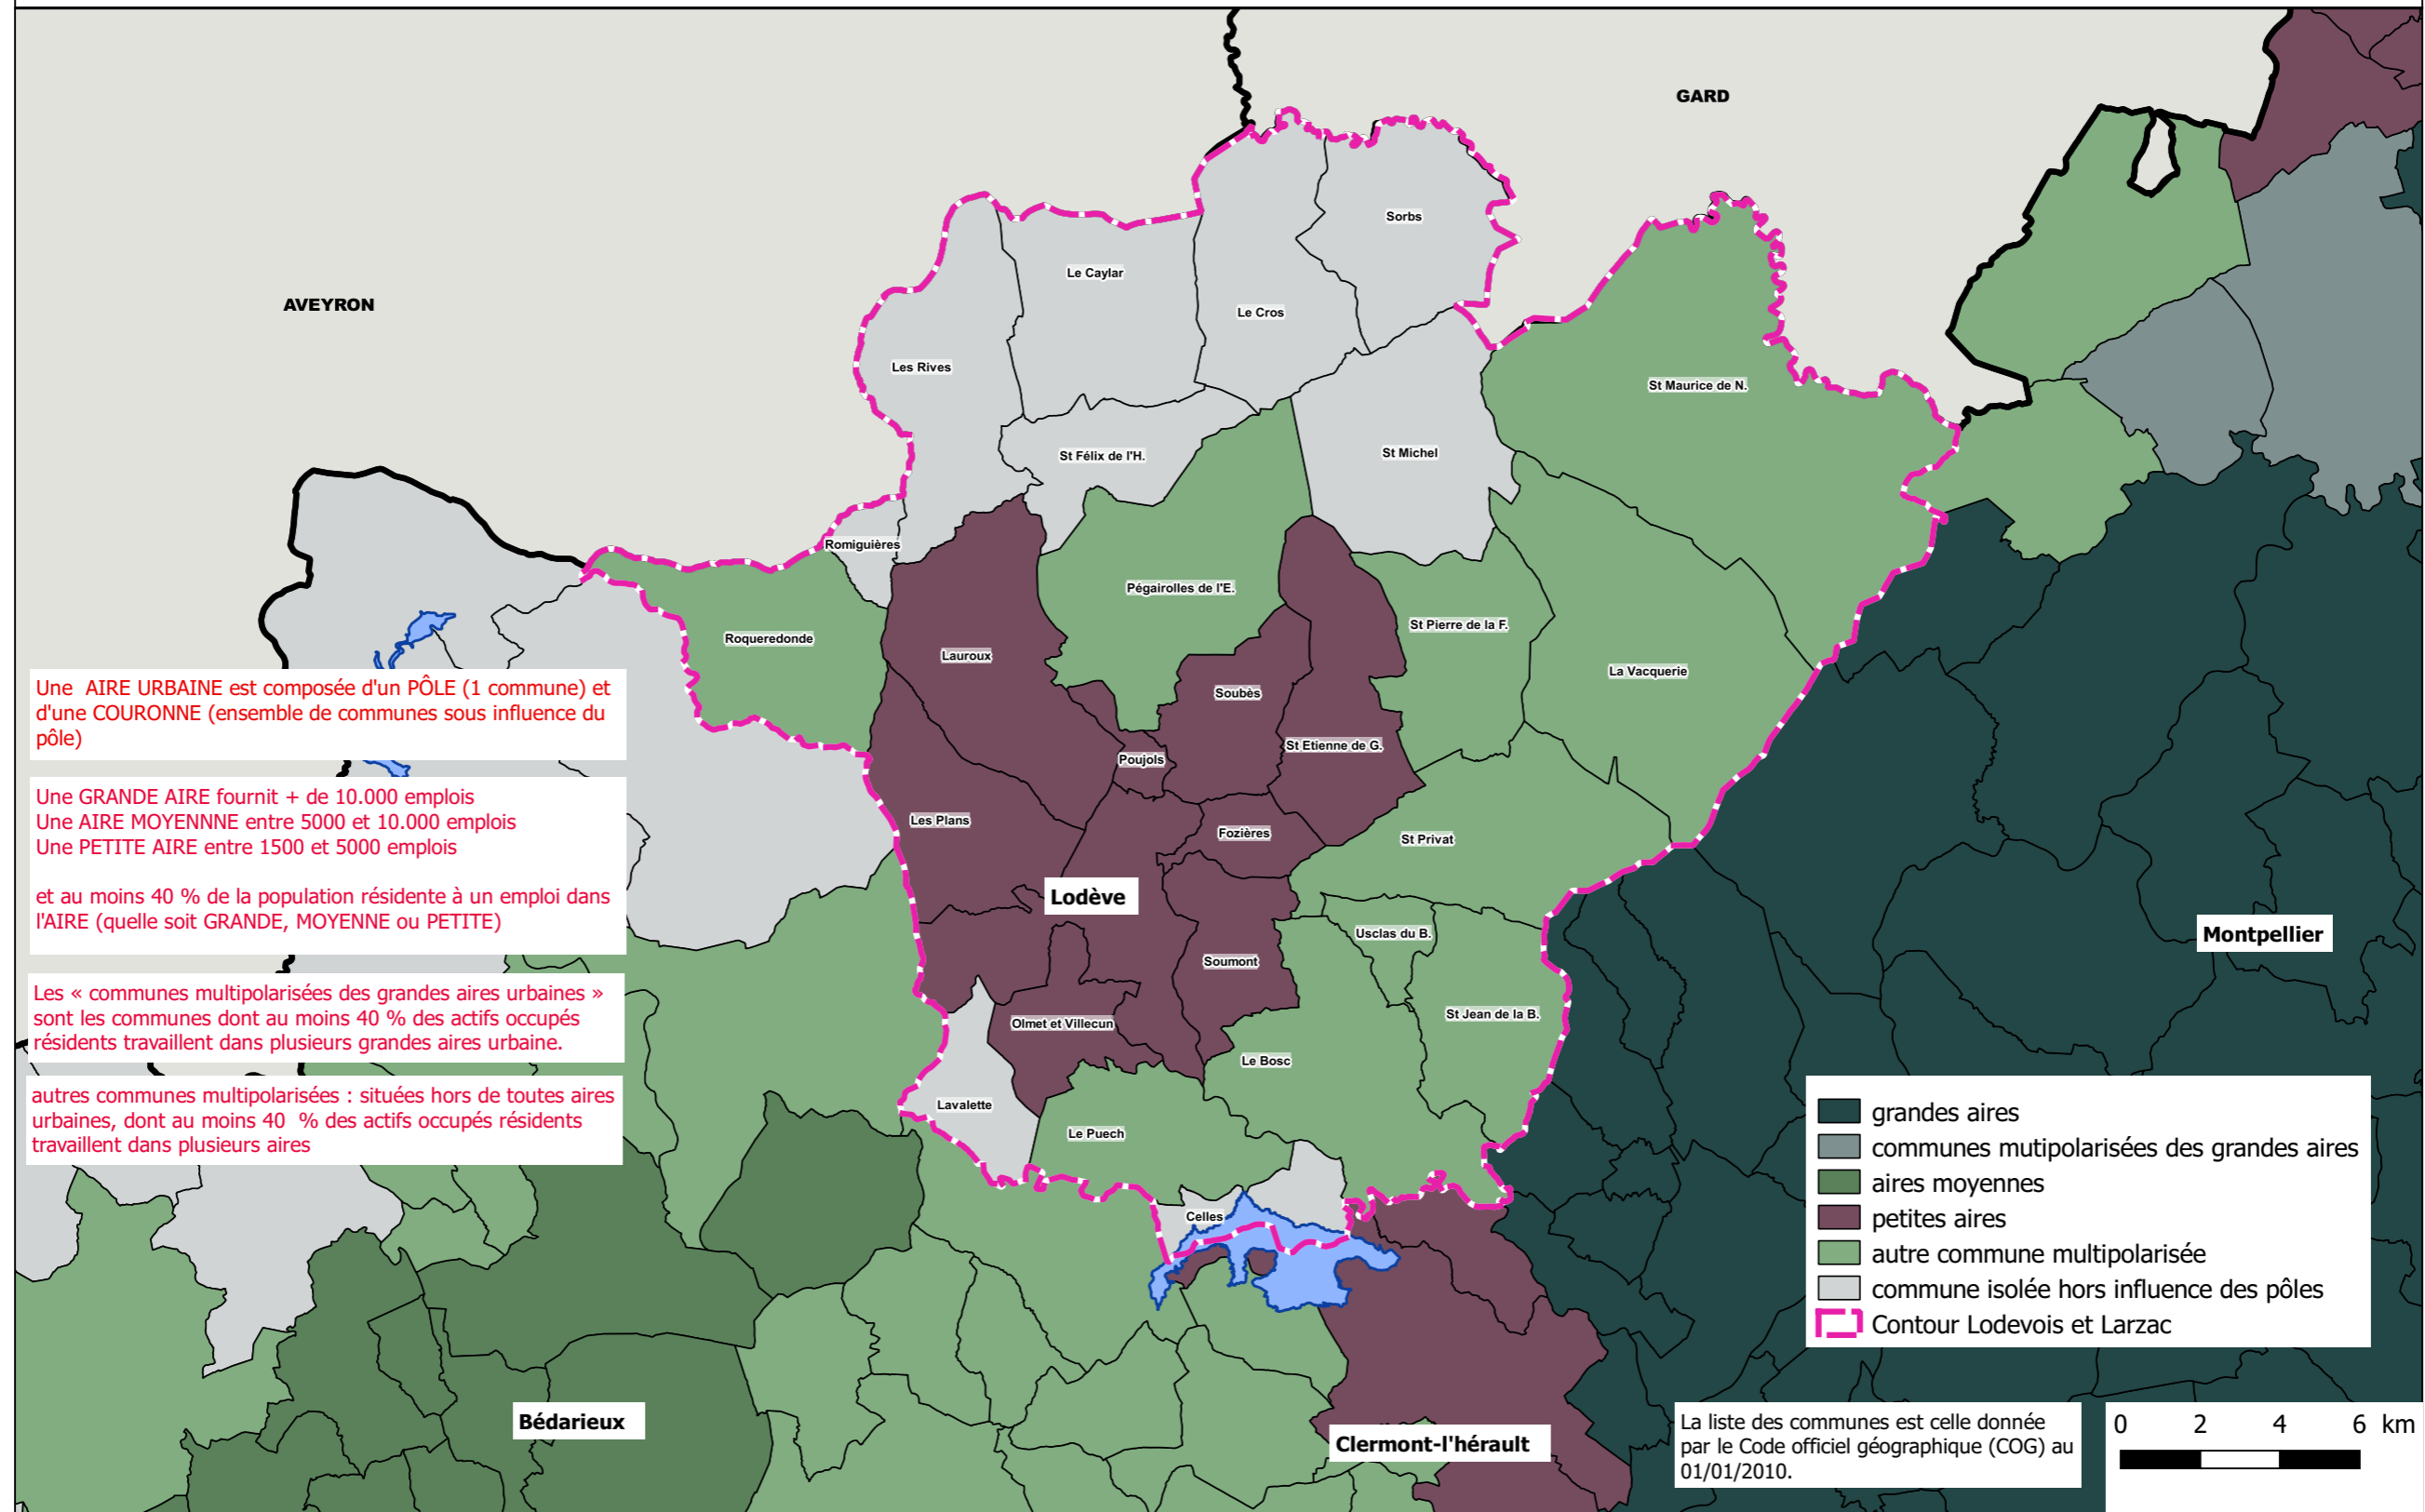 GARD
AVEYRON
Sorbs
Le Caylar
Le Cros
Les Rives
St Maurice de N.
St Félix de l'H.
St Michel
Romiguières
Pégairolles de l'E.
Roqueredonde
St Pierre de la F.
Lauroux
La Vacquerie
Soubès
St Etienne de G.
Poujols
Les Plans
Fozières
St Privat
Lodève
Usclas du B.
Soumont
St Jean de la B.
Olmet et Villecun
Le Bosc
Lavalette
Le Puech
Celles
Montpellier
Bédarieux
Clermont-l'hérault
Une AIRE URBAINE est composée d'un PÔLE (1 commune) et
d'une COURONNE (ensemble de communes sous influence du
pôle)
Une GRANDE AIRE fournit + de 10.000 emplois
Une AIRE MOYENNNE entre 5000 et 10.000 emplois
Une PETITE AIRE entre 1500 et 5000 emplois
et au moins 40 % de la population résidente à un emploi dans
l'AIRE (quelle soit GRANDE, MOYENNE ou PETITE)
Les « communes multipolarisées des grandes aires urbaines »
sont les communes dont au moins 40 % des actifs occupés
résidents travaillent dans plusieurs grandes aires urbaine.
autres communes multipolarisées : situées hors de toutes aires
urbaines, dont au moins 40 % des actifs occupés résidents
travaillent dans plusieurs aires
grandes aires
communes mutipolarisées des grandes aires
aires moyennes
petites aires
autre commune multipolarisée
commune isolée hors influence des pôles
Contour Lodevois et Larzac
La liste des communes est celle donnée
par le Code officiel géographique (COG) au
01/01/2010.
0 2 4 6 km